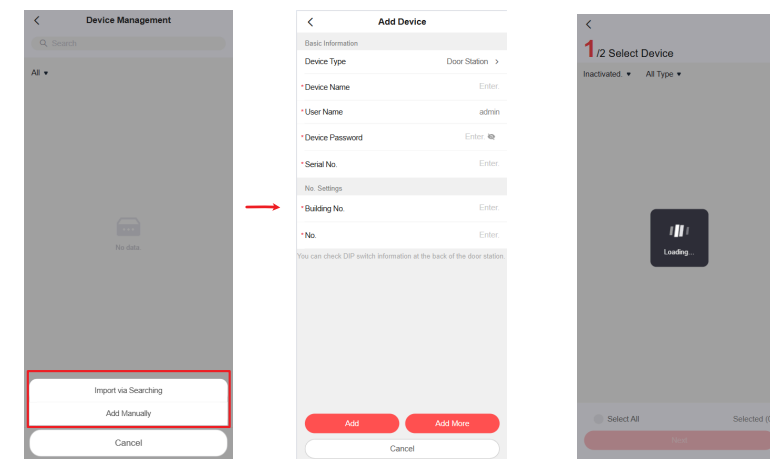 Device Management
Search
All
No data
Import via Searching
Add Manually
Cancel
Add Device
Basic Information
Device Type Door Station
*Device Name Enter
*User Name admin
*Device Password Enter
*Serial No. Enter
No. Settings
*Building No. Enter
*No. Enter
You can check DIP switch information at the back of the door station.
Add Add More
Cancel
1/2 Select Device
Inactivated. All Type
Loading...
Select All Selected (0